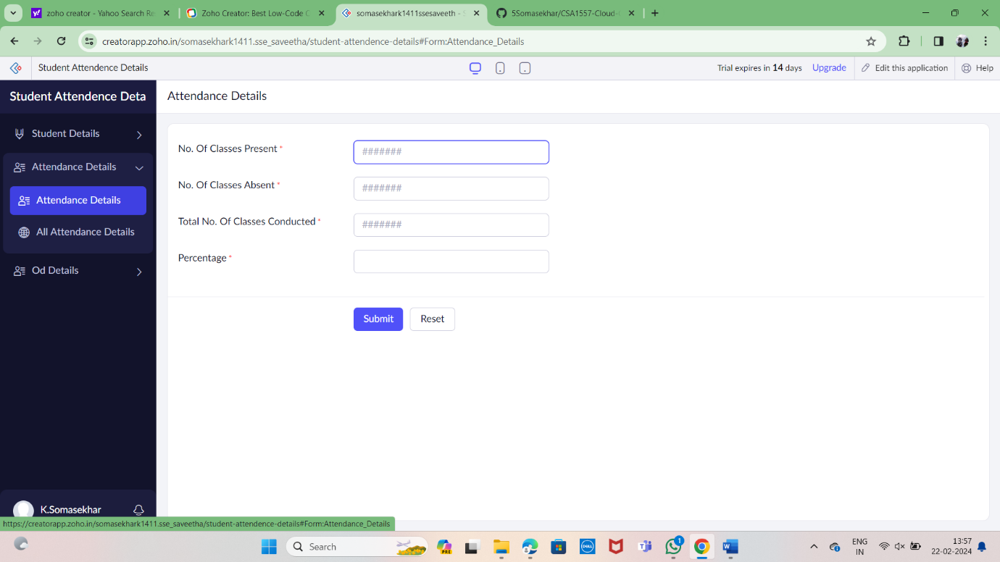 zoho creator - Yahoo Search Re
Zoho Creator: Best Low-Code C
somasekhark1411ssesaveeth - S
5Somasekhar/CSA1557-Cloud-
creatorapp.zoho.in/somasekhark1411.sse_saveetha/student-attendence-details#Form:Attendance_Details
Student Attendence Details
Trial expires in 14 days
Upgrade
Edit this application
Help
Student Attendence Deta
Attendance Details
Student Details
Attendance Details
Attendance Details
All Attendance Details
Od Details
No. Of Classes Present *
#######
No. Of Classes Absent *
#######
Total No. Of Classes Conducted *
#######
Percentage *
Submit
Reset
K.Somasekhar
https://creatorapp.zoho.in/somasekhark1411.sse_saveetha/student-attendence-details#Form:Attendance_Details
Search
PRE
DELL
1
ENG
IN
13:57
22-02-2024